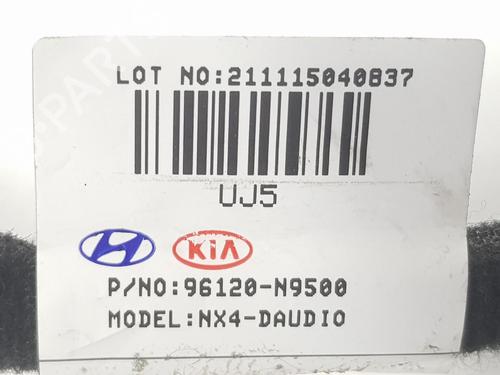 LOT NO:211115040837
UJ5
KIA
P/NO:96120-N9500
MODEL:NX4-DAUDIO